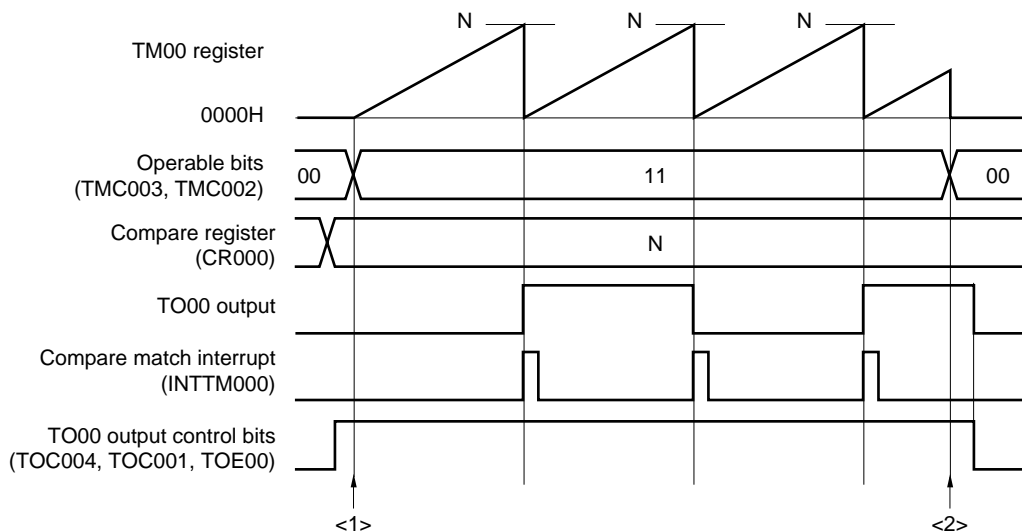 N N N
TM00 register
0000H
Operable bits
(TMC003, TMC002)
00 11 00
Compare register
(CR000)
N
TO00 output
Compare match interrupt
(INTTM000)
TO00 output control bits
(TOC004, TOC001, TOE00)
<1> <2>